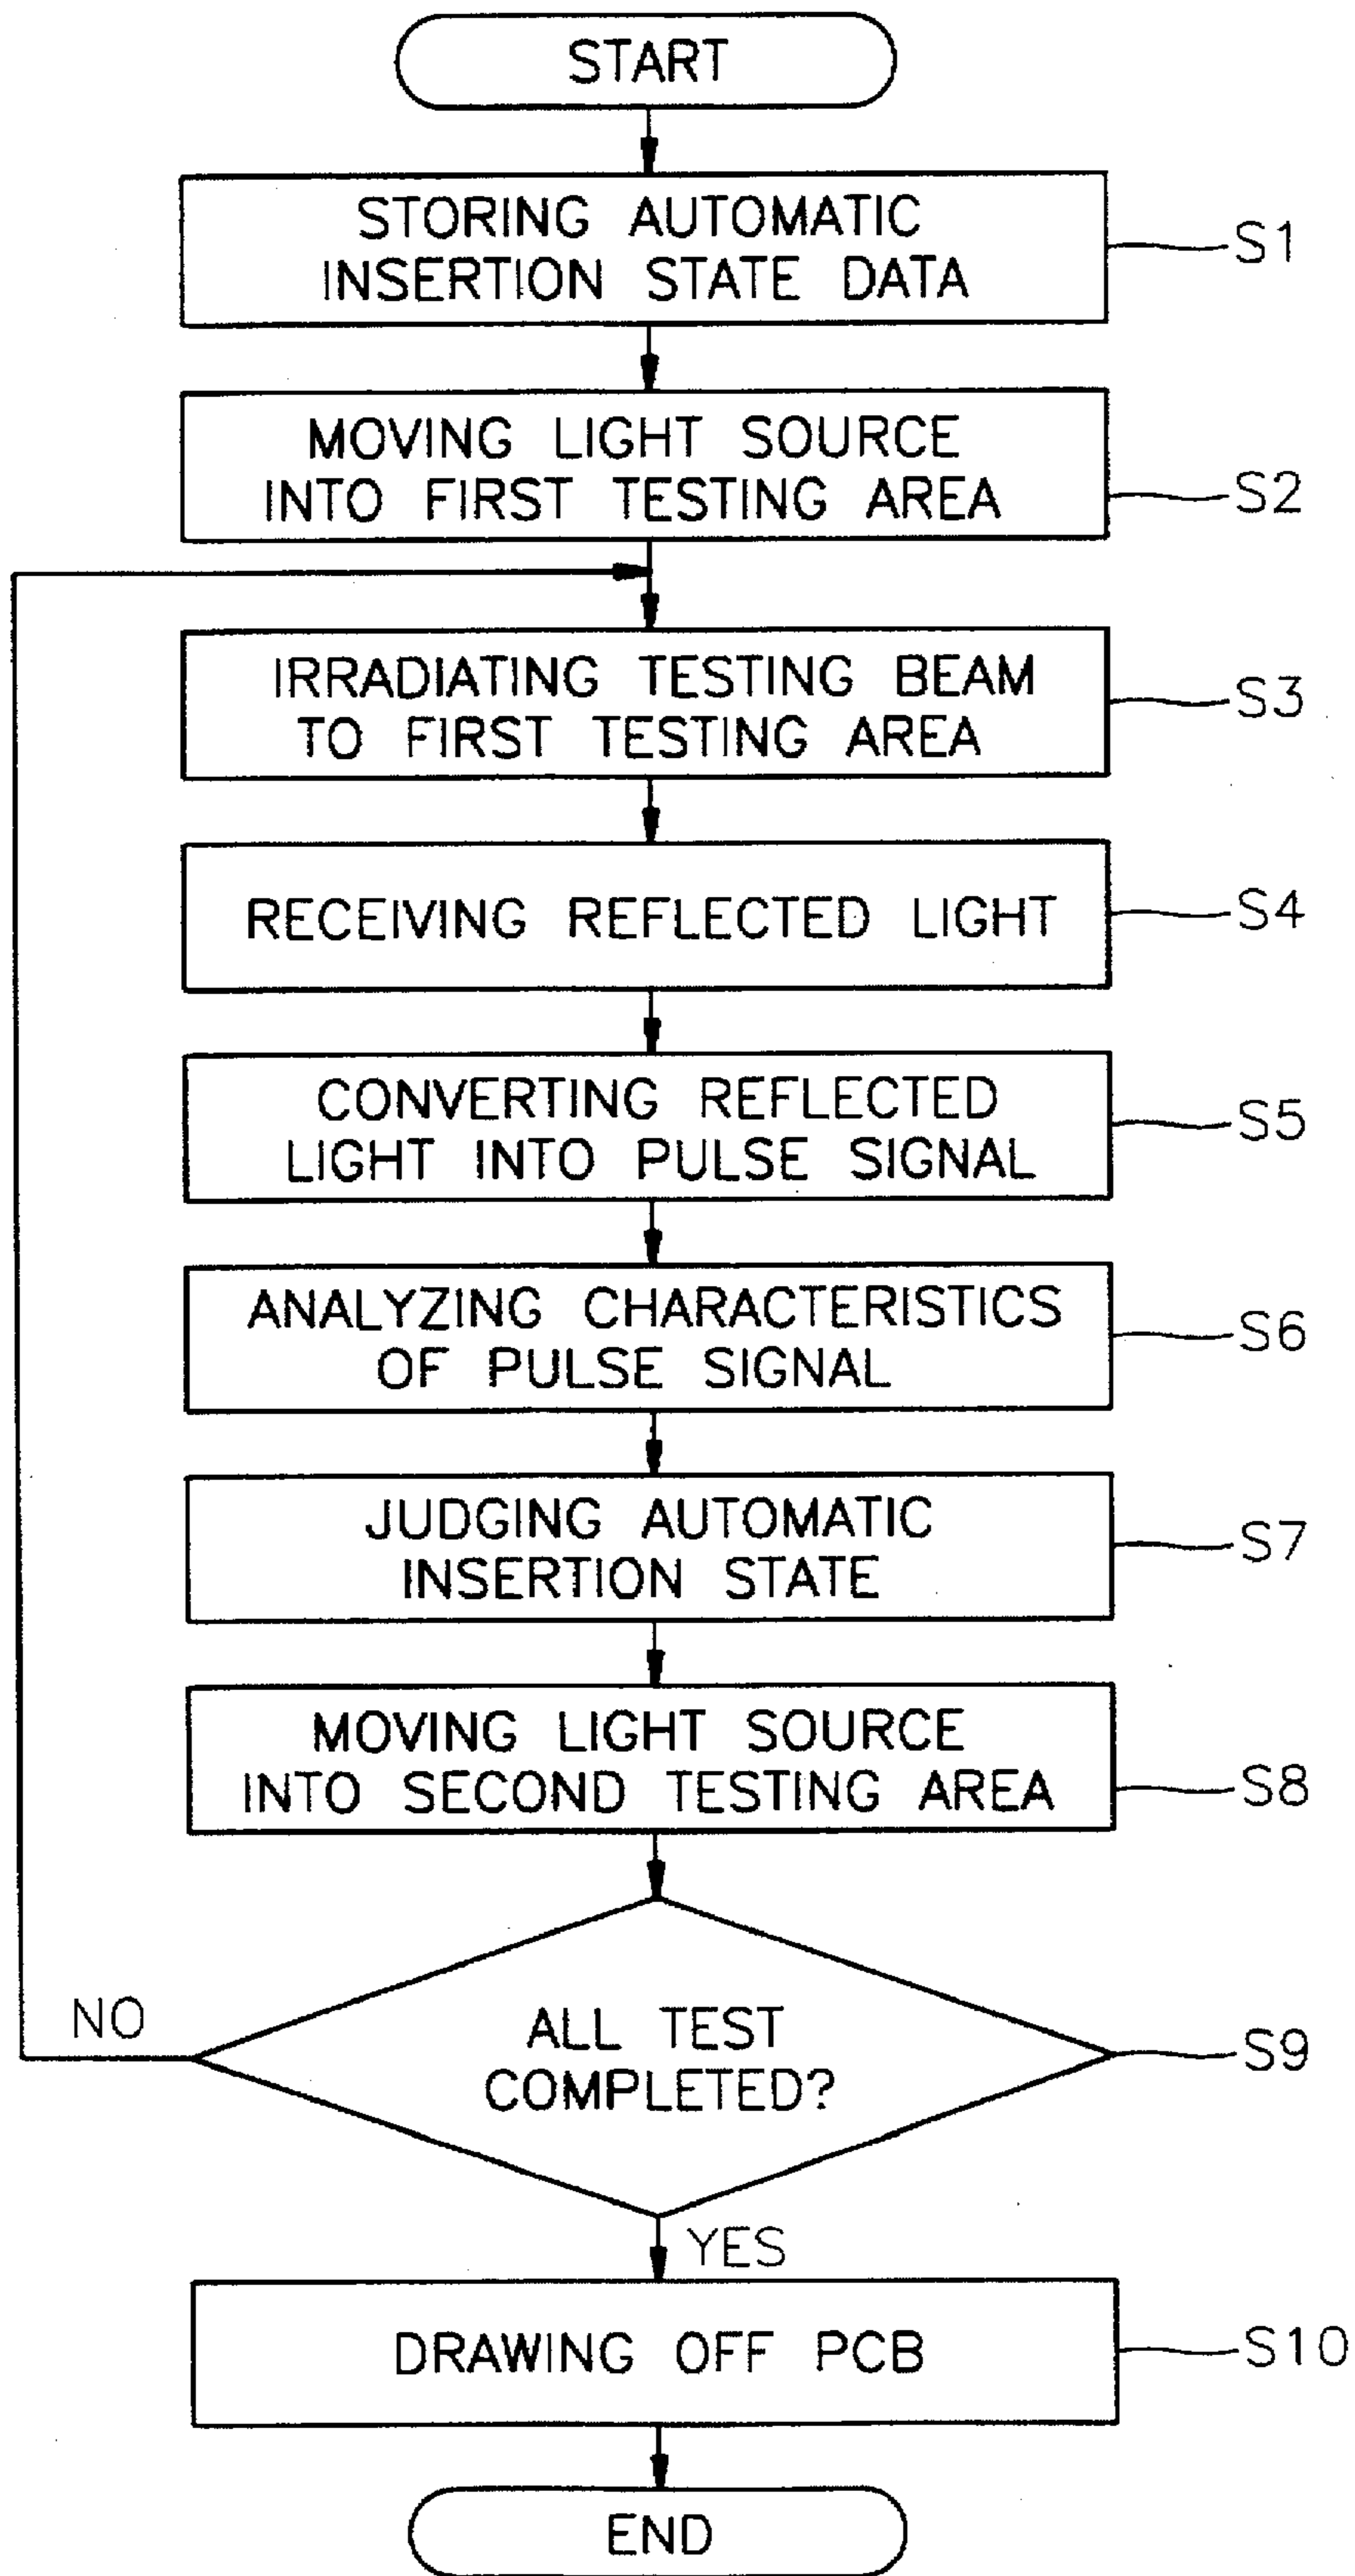 START
STORING AUTOMATIC
INSERTION STATE DATA
S1
MOVING LIGHT SOURCE
INTO FIRST TESTING AREA
S2
IRRADIATING TESTING BEAM
TO FIRST TESTING AREA
S3
RECEIVING REFLECTED LIGHT
S4
CONVERTING REFLECTED
LIGHT INTO PULSE SIGNAL
S5
ANALYZING CHARACTERISTICS
OF PULSE SIGNAL
S6
JUDGING AUTOMATIC
INSERTION STATE
S7
MOVING LIGHT SOURCE
INTO SECOND TESTING AREA
S8
NO
ALL TEST
COMPLETED?
S9
YES
DRAWING OFF PCB
S10
END